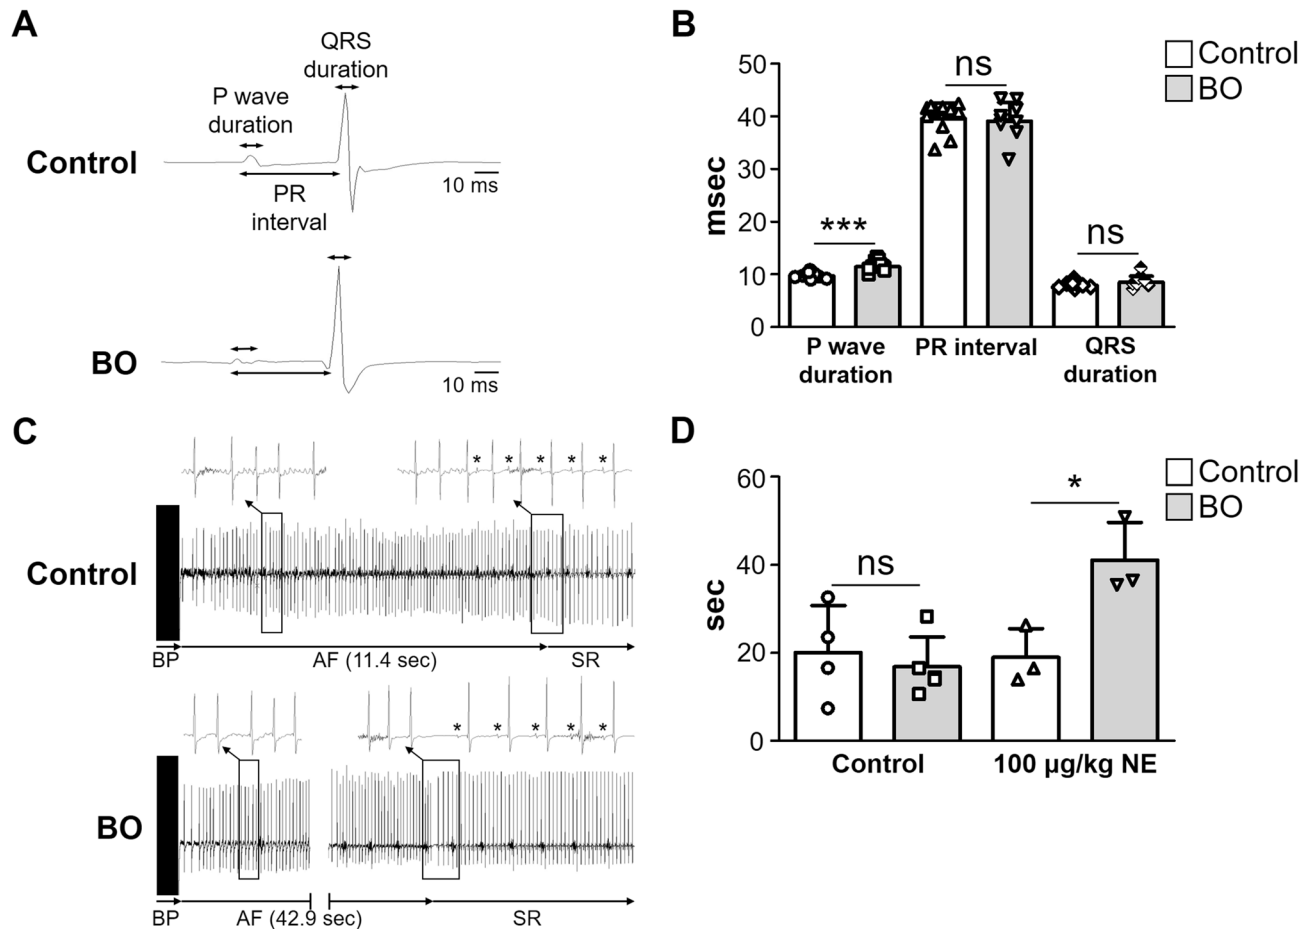 A
QRS
duration
P wave
duration
Control
10 ms
PR
interval
BO
10 ms
B
Control
BO
msec
50
40
30
20
10
0
***
ns
ns
P wave
duration
PR interval
QRS
duration
C
* * * * *
Control
BP
AF (11.4 sec)
SR
* * * * *
BO
BP
AF (42.9 sec)
SR
D
Control
BO
sec
60
40
20
0
ns
*
Control
100 µg/kg NE